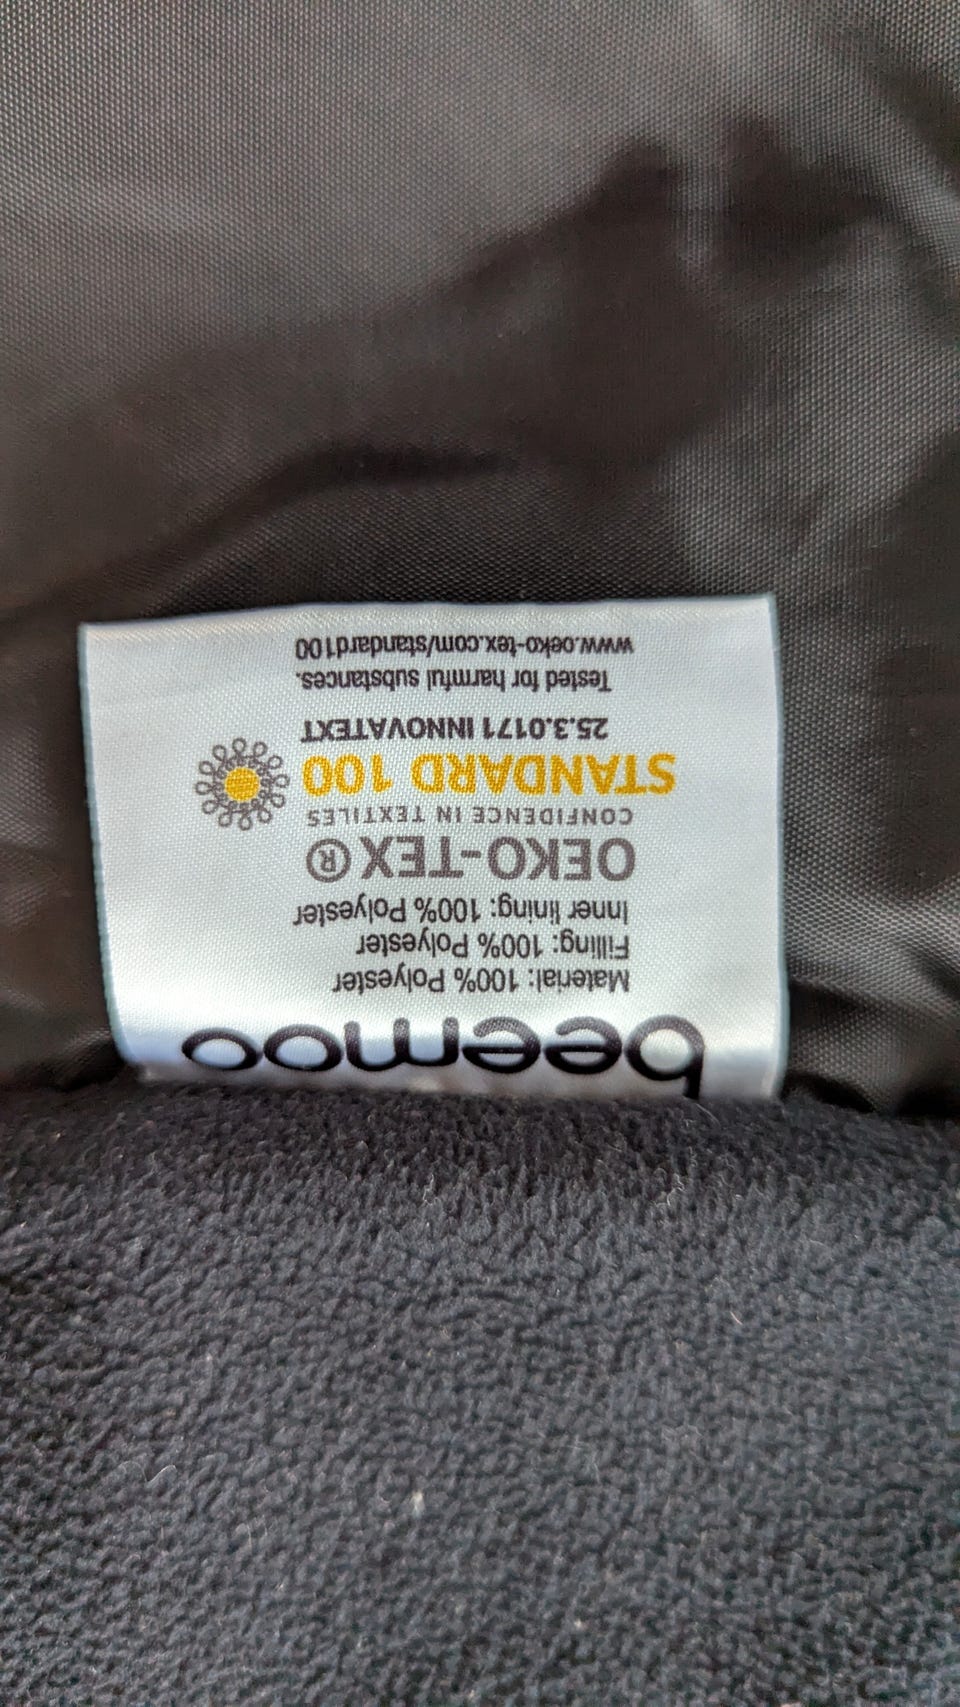 beemoo
Material: 100% Polyester
Filling: 100% Polyester
Inner lining: 100% Polyester
OEKO-TEX®
CONFIDENCE IN TEXTILES
STANDARD 100
25.3.0171 INNOVATEXT
Tested for harmful substances.
www.oeko-tex.com/standard100